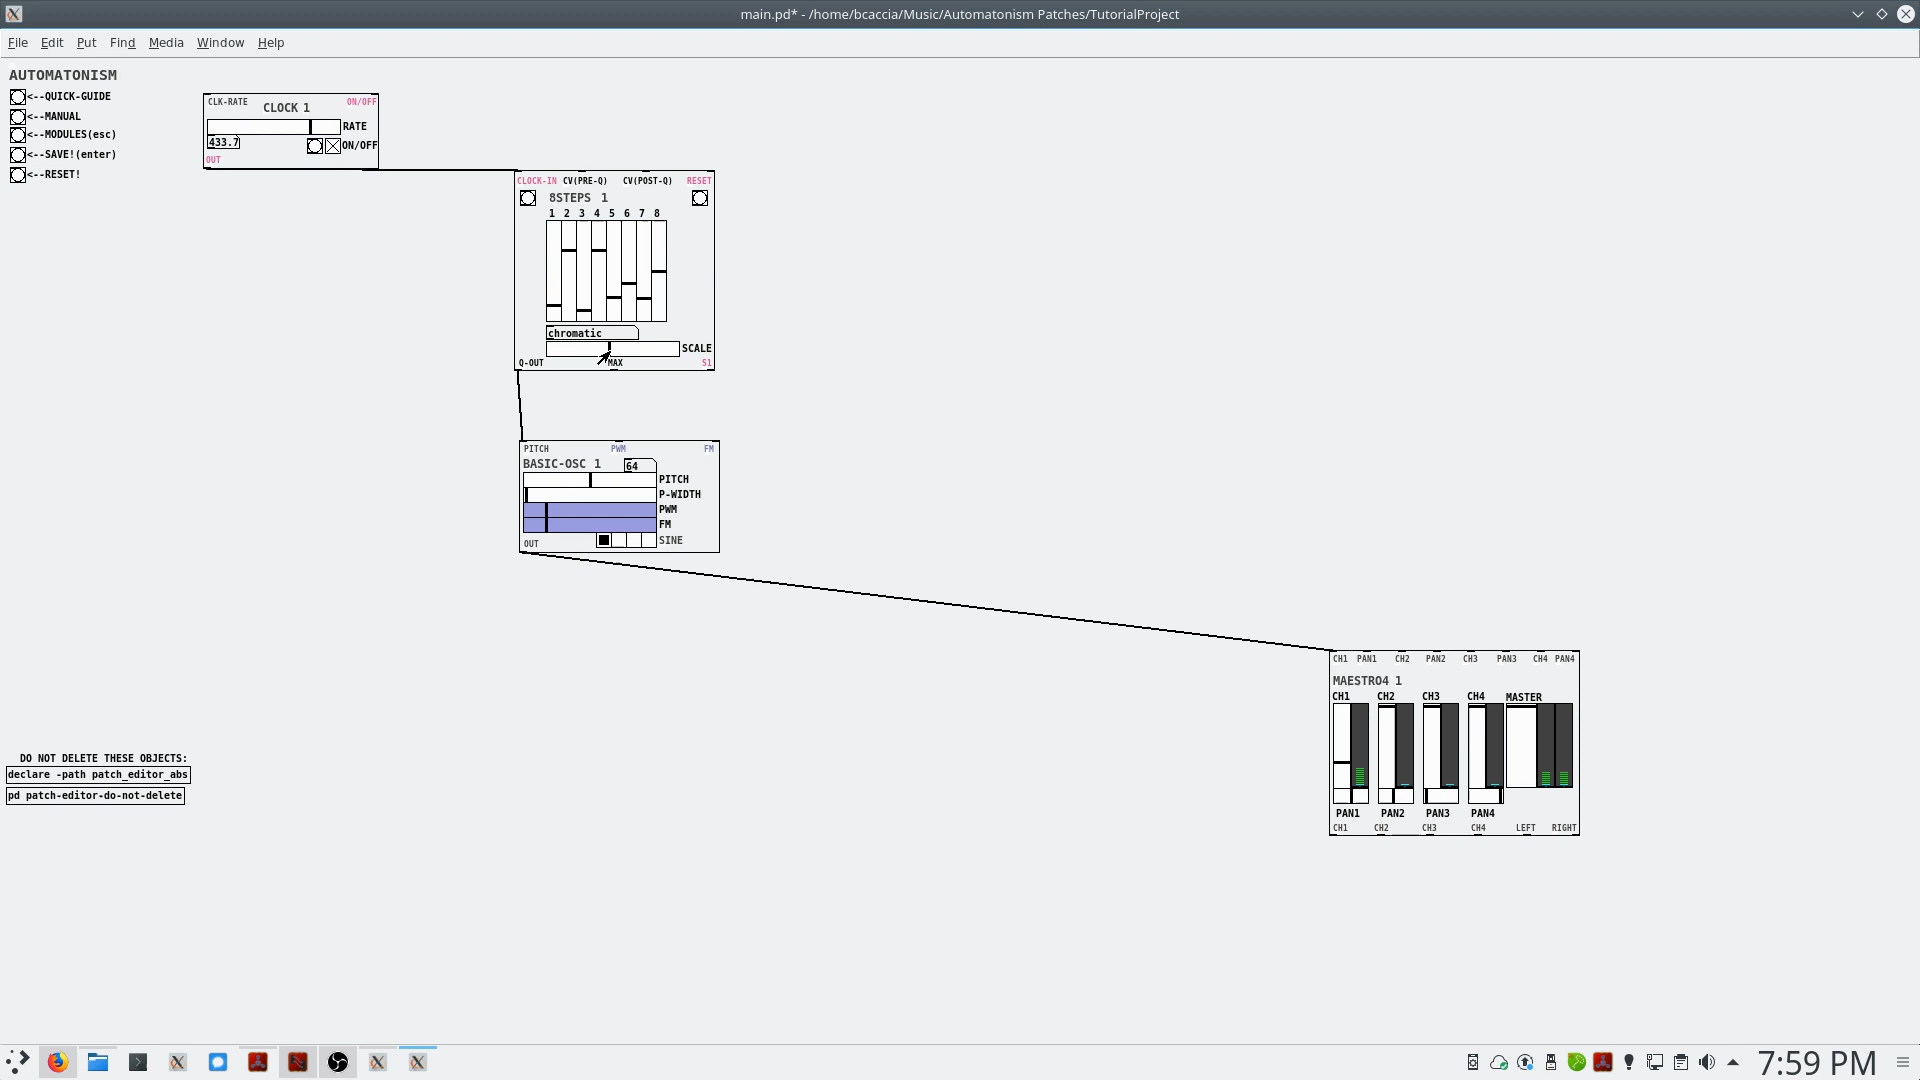 main.pd* - /home/bcaccia/Music/Automatonism Patches/TutorialProject
File Edit Put Find Media Window Help
AUTOMATONISM
<--QUICK-GUIDE
<--MANUAL
<--MODULES(esc)
<--SAVE!(enter)
<--RESET!
CLK-RATE ON/OFF
CLOCK 1
RATE
433.7
ON/OFF
OUT
CLOCK-IN CV(PRE-Q) CV(POST-Q) RESET
8STEPS 1
1 2 3 4 5 6 7 8
chromatic
SCALE
Q-OUT MAX S1
PITCH PWM FM
BASIC-OSC 1 64
PITCH
P-WIDTH
PWM
FM
OUT SINE
CH1 PAN1 CH2 PAN2 CH3 PAN3 CH4 PAN4
MAESTRO4 1
CH1 CH2 CH3 CH4 MASTER
PAN1 PAN2 PAN3 PAN4
CH1 CH2 CH3 CH4 LEFT RIGHT
DO NOT DELETE THESE OBJECTS:
declare -path patch_editor_abs
pd patch-editor-do-not-delete
7:59 PM